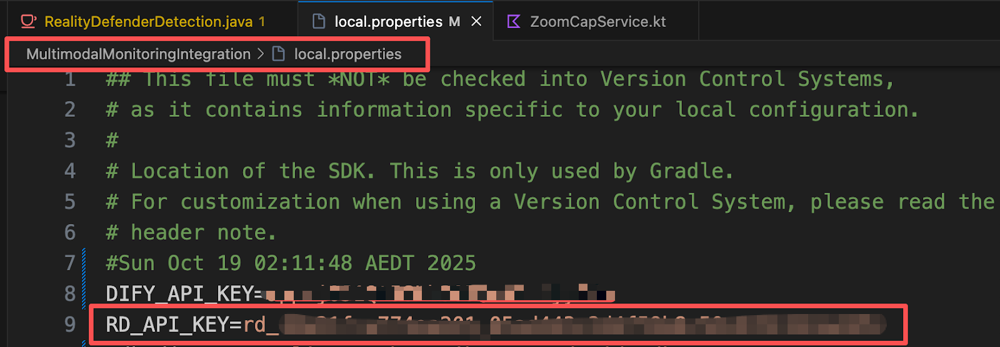 RealityDefenderDetection.java 1
local.properties M
ZoomCapService.kt
MultimodalMonitoringIntegration > local.properties
1 ## This file must *NOT* be checked into Version Control Systems,
2 # as it contains information specific to your local configuration.
3 #
4 # Location of the SDK. This is only used by Gradle.
5 # For customization when using a Version Control System, please read the
6 # header note.
7 #Sun Oct 19 02:11:48 AEDT 2025
8 DIFY_API_KEY=
9 RD_API_KEY=rd_